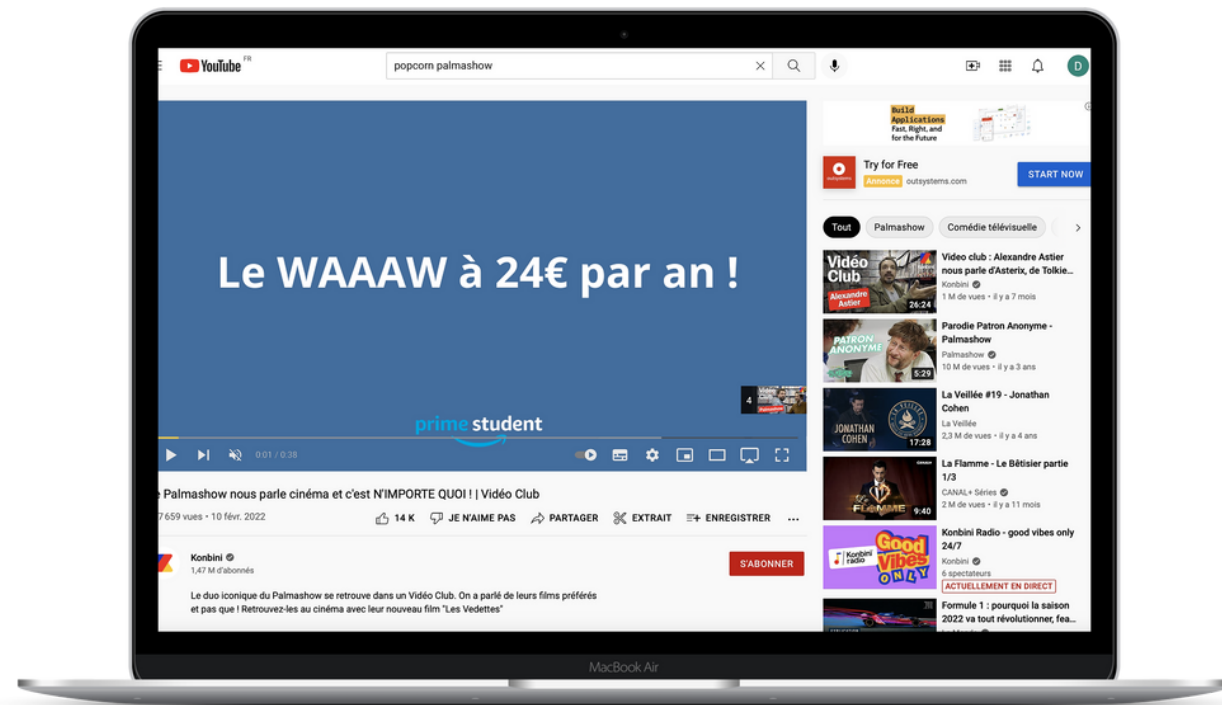 YouTube FR
popcorn palmashow
D
Le WAAAW à 24€ par an !
4
prime student
0:01 / 0:38
Palmashow nous parle cinéma et c'est N'IMPORTE QUOI ! | Vidéo Club
7 659 vues • 10 févr. 2022
14 K
JE N'AIME PAS
PARTAGER
EXTRAIT
ENREGISTRER
Konbini
1,47 M d'abonnés
S'ABONNER
Le duo iconique du Palmashow se retrouve dans un Vidéo Club. On a parlé de leurs films préférés
et pas que ! Retrouvez-les au cinéma avec leur nouveau film "Les Vedettes"
Build
Applications
Fast, Right, and
for the Future
outsystems
Try for Free
Annonce outsystems.com
START NOW
Tout
Palmashow
Comédie télévisuelle
Vidéo
Club
Alexandre
Astier
26:24
Video club : Alexandre Astier
nous parle d'Asterix, de Tolkie...
Konbini
1 M de vues • il y a 7 mois
PATRON
ANONYME
5:29
Parodie Patron Anonyme -
Palmashow
Palmashow
10 M de vues • il y a 3 ans
LA VEILLÉE
JONATHAN
COHEN
17:28
La Veillée #19 - Jonathan
Cohen
La Veillée
2,3 M de vues • il y a 4 ans
FLAMME
9:40
La Flamme - Le Bêtisier partie
1/3
CANAL+ Séries
2 M de vues • il y a 11 mois
Konbini
radio
Good
Vibes
ONLY
Konbini Radio - good vibes only
24/7
Konbini
6 spectateurs
ACTUELLEMENT EN DIRECT
Formule 1 : pourquoi la saison
2022 va tout révolutionner, fea...
MacBook Air